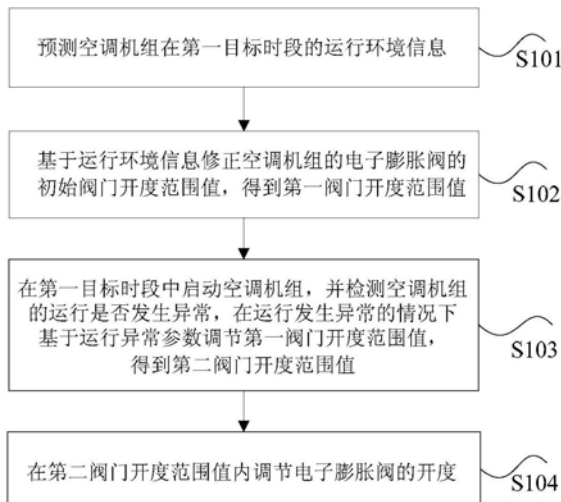 预测空调机组在第一目标时段的运行环境信息
S101
基于运行环境信息修正空调机组的电子膨胀阀的
初始阀门开度范围值，得到第一阀门开度范围值
S102
在第一目标时段中启动空调机组，并检测空调机组
的运行是否发生异常，在运行发生异常的情况下
基于运行异常参数调节第一阀门开度范围值，
得到第二阀门开度范围值
S103
在第二阀门开度范围值内调节电子膨胀阀的开度
S104